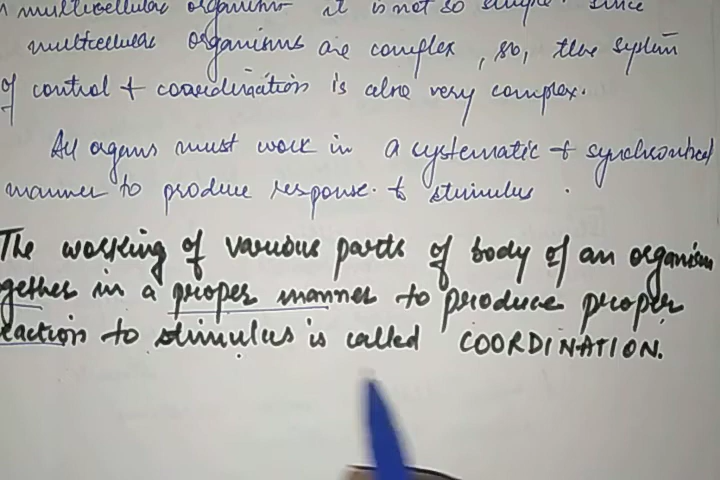 multicellular organism it is not so simple. Since
multicellular organisms are complex, so, the system
of control + coordination is also very complex.
All organs must work in a systematic & synchronized
manner to produce response to stimulus.
The working of various parts of body of an organism
gether in a proper manner to produce proper
eaction to stimulus is called COORDINATION.